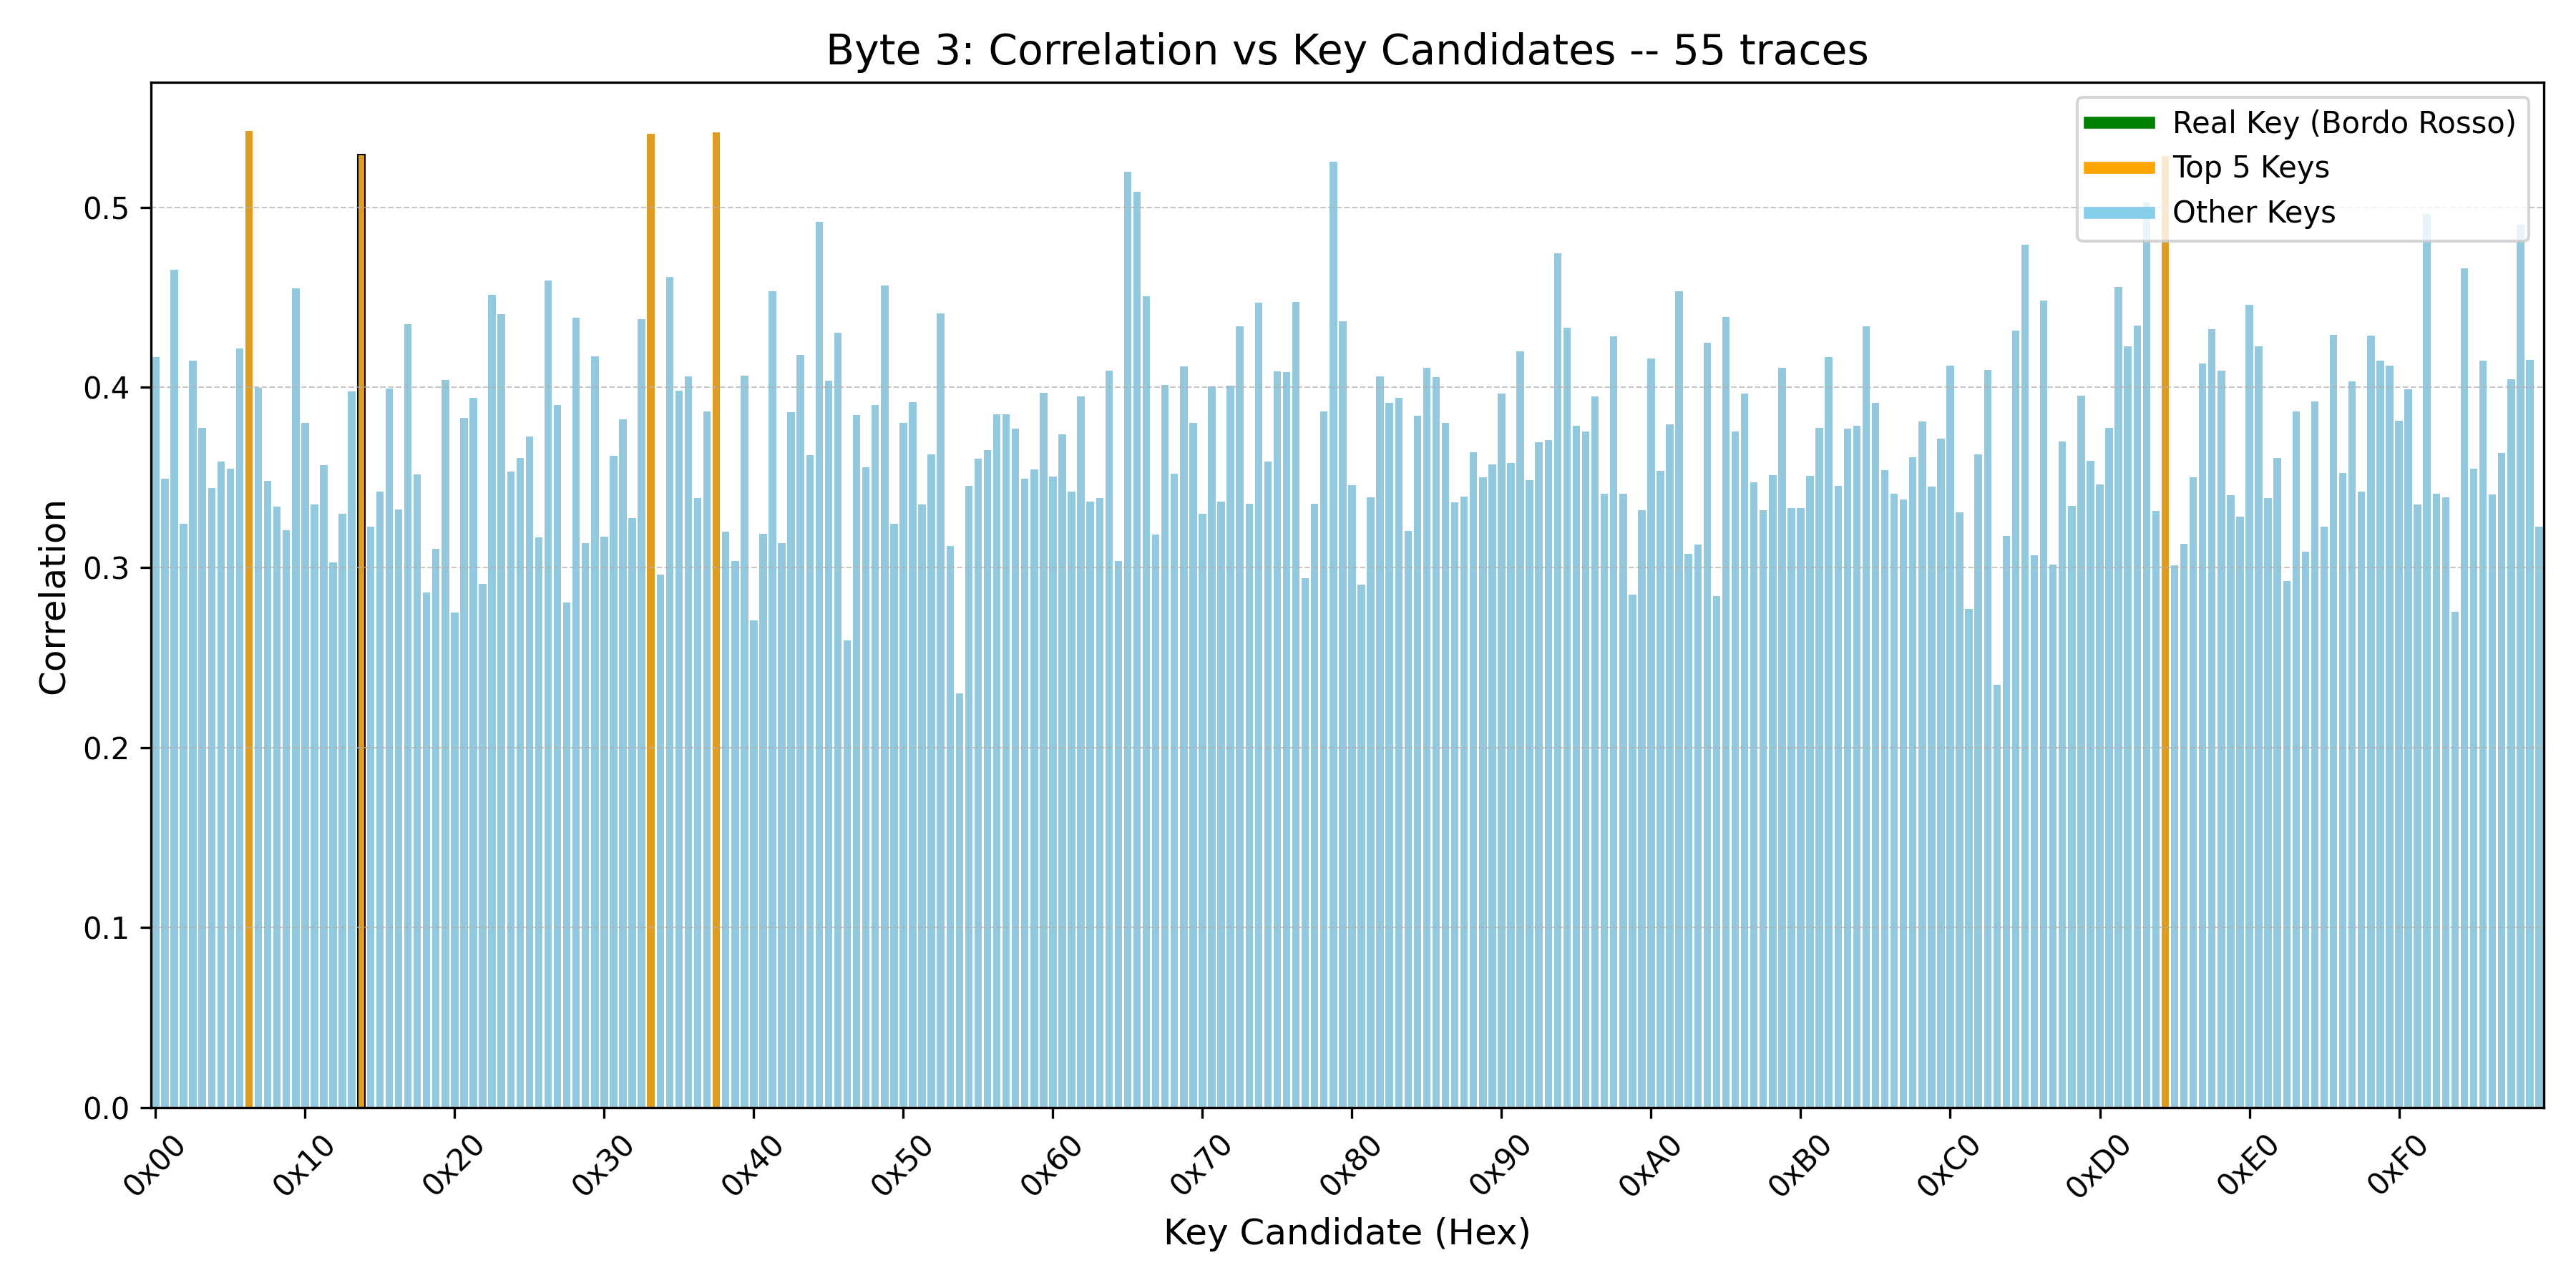 Byte 3: Correlation vs Key Candidates -- 55 traces
Real Key (Bordo Rosso)
Top 5 Keys
Other Keys
Correlation
0.5
0.4
0.3
0.2
0.1
0.0
0x00 0x10 0x20 0x30 0x40 0x50 0x60 0x70 0x80 0x90 0xA0 0xB0 0xC0 0xD0 0xE0 0xF0
Key Candidate (Hex)